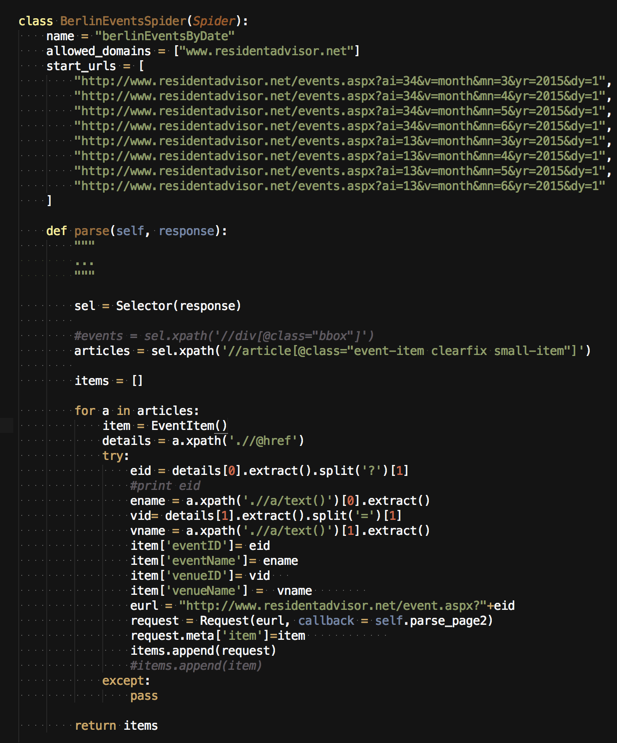 class BerlinEventsSpider(Spider):
    name = "berlinEventsByDate"
    allowed_domains = ["www.residentadvisor.net"]
    start_urls = [
        "http://www.residentadvisor.net/events.aspx?ai=34&v=month&mn=3&yr=2015&dy=1",
        "http://www.residentadvisor.net/events.aspx?ai=34&v=month&mn=4&yr=2015&dy=1",
        "http://www.residentadvisor.net/events.aspx?ai=34&v=month&mn=5&yr=2015&dy=1",
        "http://www.residentadvisor.net/events.aspx?ai=34&v=month&mn=6&yr=2015&dy=1",
        "http://www.residentadvisor.net/events.aspx?ai=13&v=month&mn=3&yr=2015&dy=1",
        "http://www.residentadvisor.net/events.aspx?ai=13&v=month&mn=4&yr=2015&dy=1",
        "http://www.residentadvisor.net/events.aspx?ai=13&v=month&mn=5&yr=2015&dy=1",
        "http://www.residentadvisor.net/events.aspx?ai=13&v=month&mn=6&yr=2015&dy=1"
    ]

    def parse(self, response):
        """
        ...
        """

        sel = Selector(response)

        #events = sel.xpath('//div[@class="bbox"]')
        articles = sel.xpath('//article[@class="event-item clearfix small-item"]')

        items = []

        for a in articles:
            item = EventItem()
            details = a.xpath('.//@href')
            try:
                eid = details[0].extract().split('?')[1]
                #print eid
                ename = a.xpath('.//a/text()')[0].extract()
                vid= details[1].extract().split('=')[1]
                vname = a.xpath('.//a/text()')[1].extract()
                item['eventID']= eid
                item['eventName']= ename
                item['venueID']= vid
                item['venueName'] =  vname
                eurl = "http://www.residentadvisor.net/event.aspx?"+eid
                request = Request(eurl, callback = self.parse_page2)
                request.meta['item']=item
                items.append(request)
                #items.append(item)
            except:
                pass

        return items